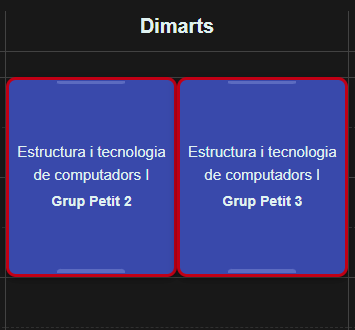 Dimarts
Estructura i tecnologia
de computadors I
Grup Petit 2
Estructura i tecnologia
de computadors I
Grup Petit 3